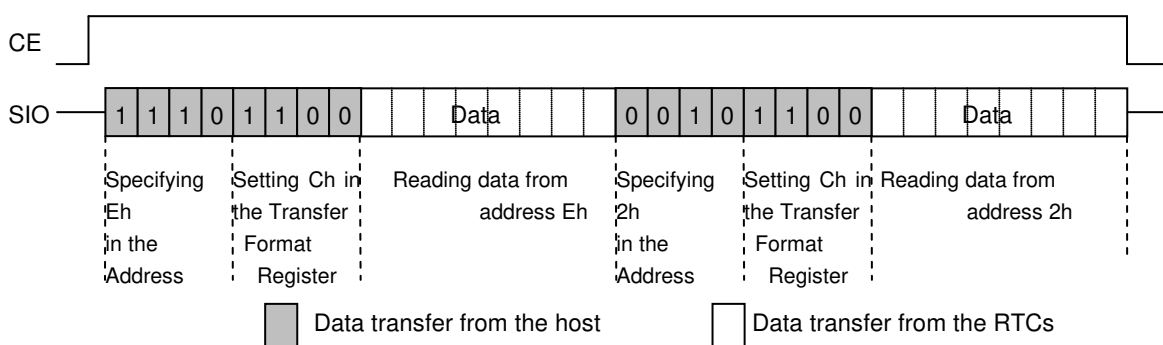 CE
SIO 1 1 1 0 1 1 0 0 Data 0 0 1 0 1 1 0 0 Data
Specifying
Eh
in the
Address
Setting Ch in
the Transfer
Format
Register
Reading data from
address Eh
Specifying
2h
in the
Address
Setting Ch in
the Transfer
Format
Register
Reading data from
address 2h
Data transfer from the host
Data transfer from the RTCs